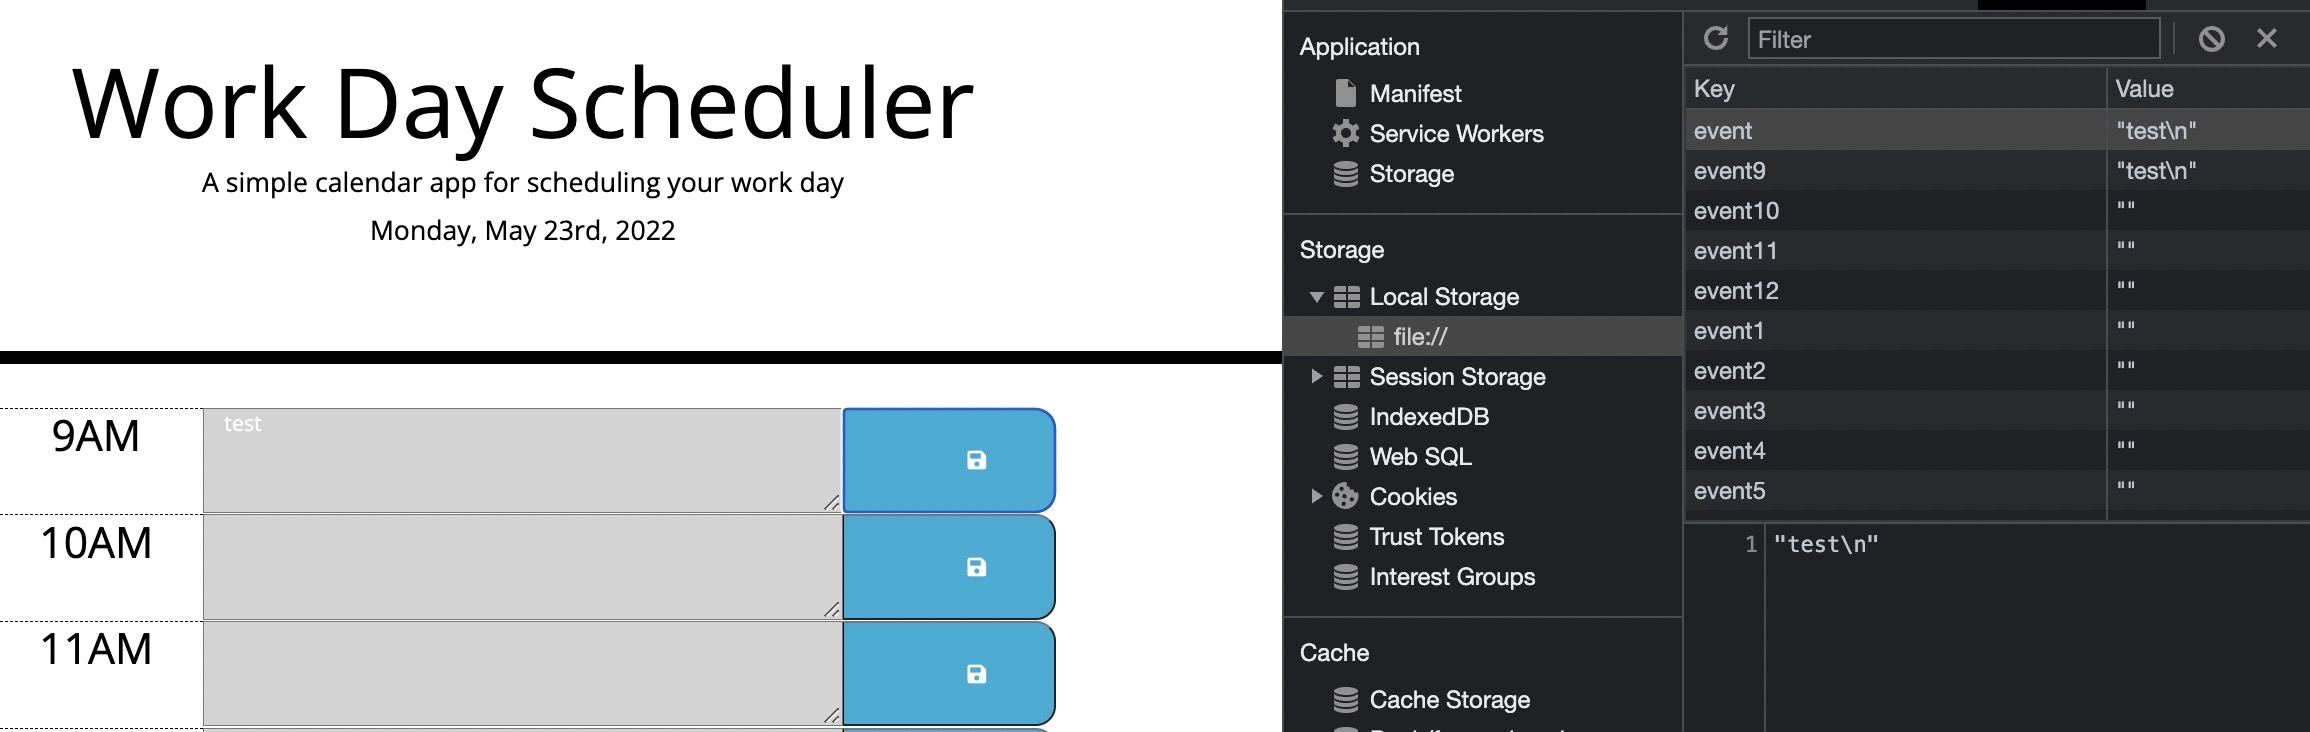 Work Day Scheduler
A simple calendar app for scheduling your work day
Monday, May 23rd, 2022
9AM
test
10AM
11AM
Application
Manifest
Service Workers
Storage
Storage
Local Storage
file://
Session Storage
IndexedDB
Web SQL
Cookies
Trust Tokens
Interest Groups
Cache
Cache Storage
Filter
Key Value
event "test\n"
event9 "test\n"
event10 ""
event11 ""
event12 ""
event1 ""
event2 ""
event3 ""
event4 ""
event5 ""
1 "test\n"